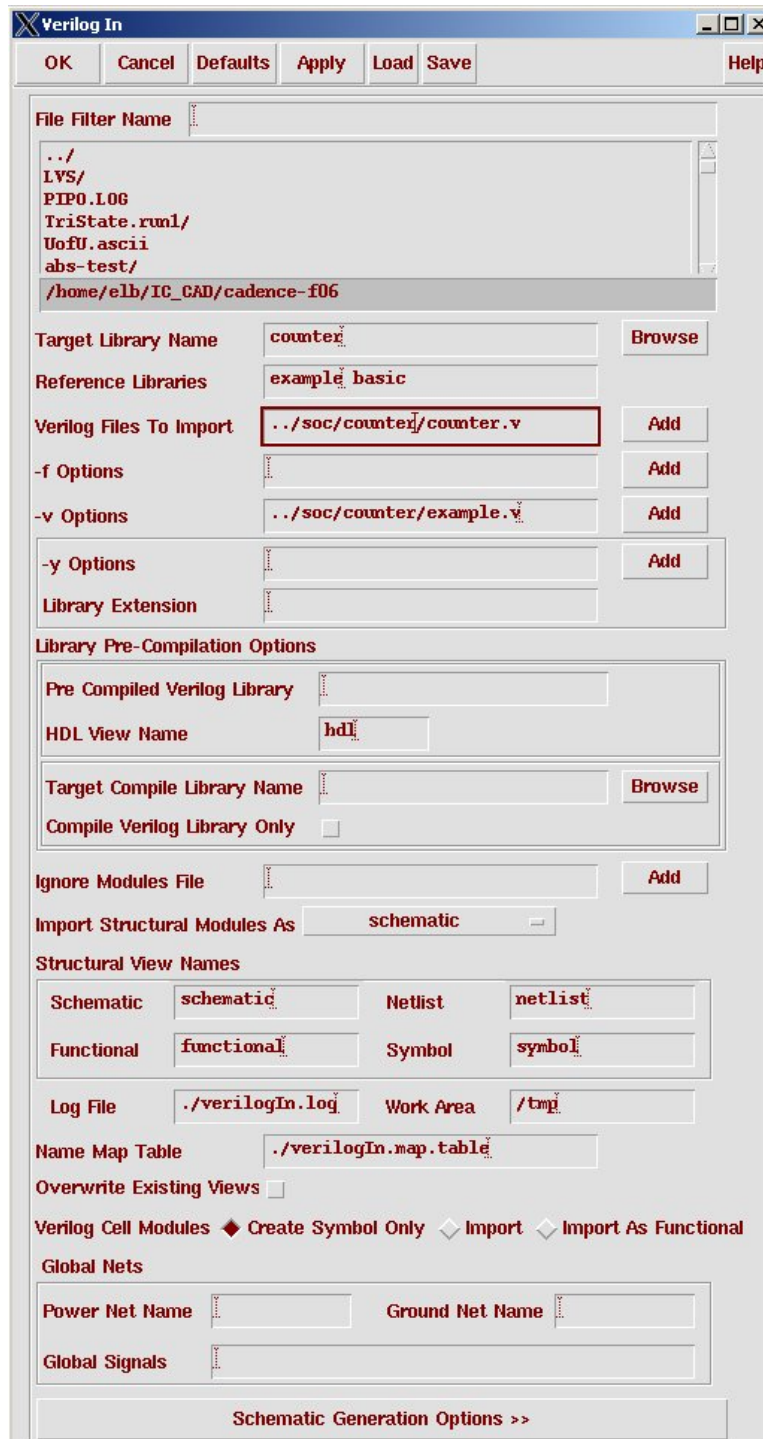 Verilog In
OK Cancel Defaults Apply Load Save Help
File Filter Name
../
LVS/
PIPO.LOG
TriState.run1/
UofU.ascii
abs-test/
/home/elb/IC_CAD/cadence-f06
Target Library Name counter Browse
Reference Libraries example basic
Verilog Files To Import ../soc/counter/counter.v Add
-f Options Add
-v Options ../soc/counter/example.v Add
-y Options Add
Library Extension
Library Pre-Compilation Options
Pre Compiled Verilog Library
HDL View Name hdl
Target Compile Library Name Browse
Compile Verilog Library Only
Ignore Modules File Add
Import Structural Modules As schematic
Structural View Names
Schematic schematic Netlist netlist
Functional functional Symbol symbol
Log File ./verilogIn.log Work Area /tmp
Name Map Table ./verilogIn.map.table
Overwrite Existing Views
Verilog Cell Modules Create Symbol Only Import Import As Functional
Global Nets
Power Net Name Ground Net Name
Global Signals
Schematic Generation Options >>